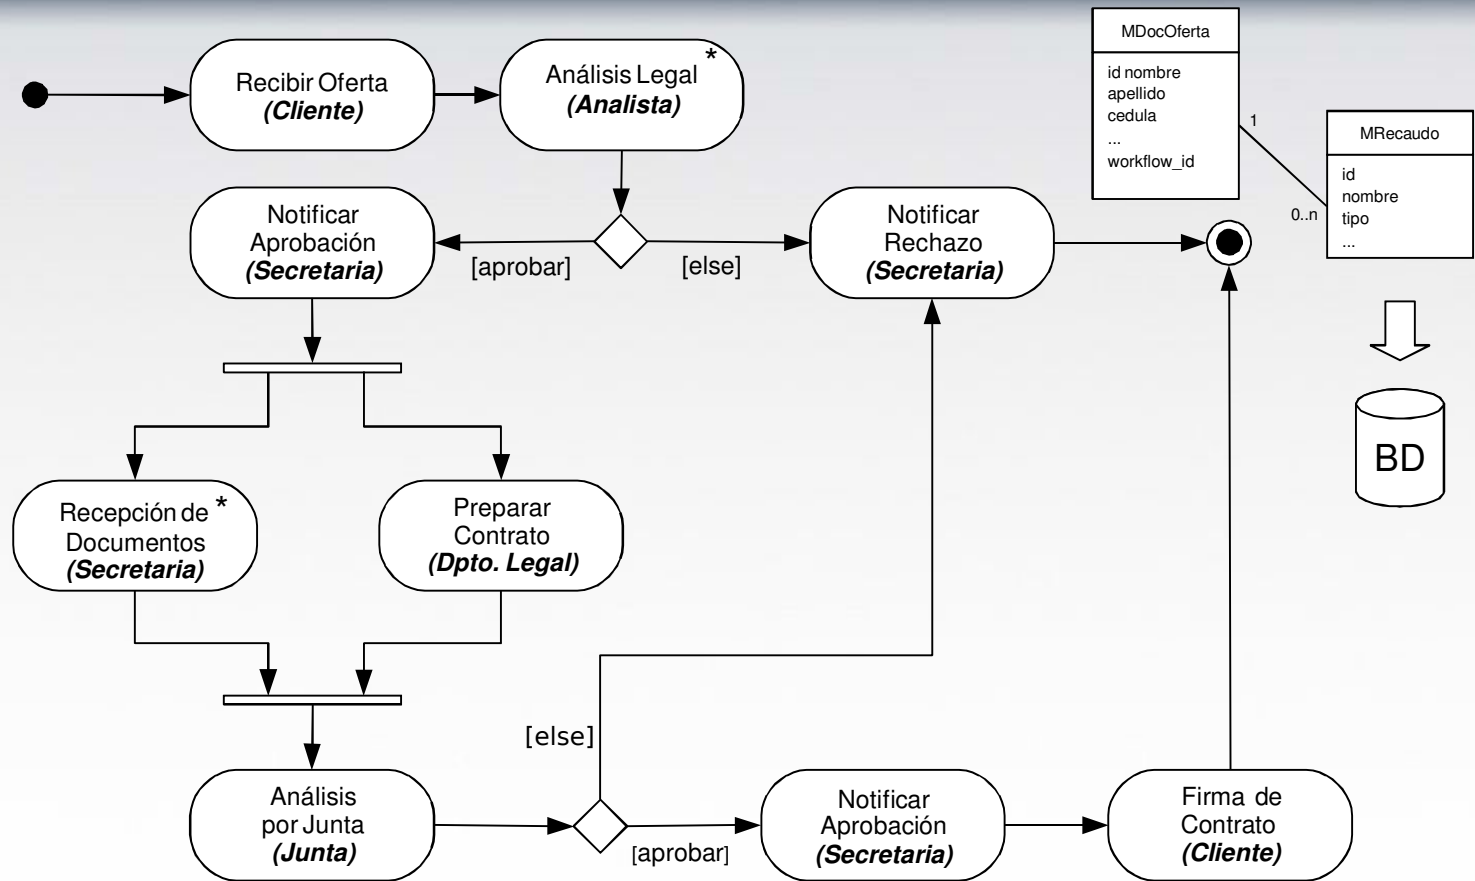 Recibir Oferta
(Cliente)
Análisis Legal *
(Analista)
MDocOferta
id nombre
apellido
cedula
...
workflow_id
1
0..n
MRecaudo
id
nombre
tipo
...
Notificar
Aprobación
(Secretaria)
[aprobar]
[else]
Notificar
Rechazo
(Secretaria)
BD
Recepción de *
Documentos
(Secretaria)
Preparar
Contrato
(Dpto. Legal)
[else]
Análisis
por Junta
(Junta)
[aprobar]
Notificar
Aprobación
(Secretaria)
Firma de
Contrato
(Cliente)